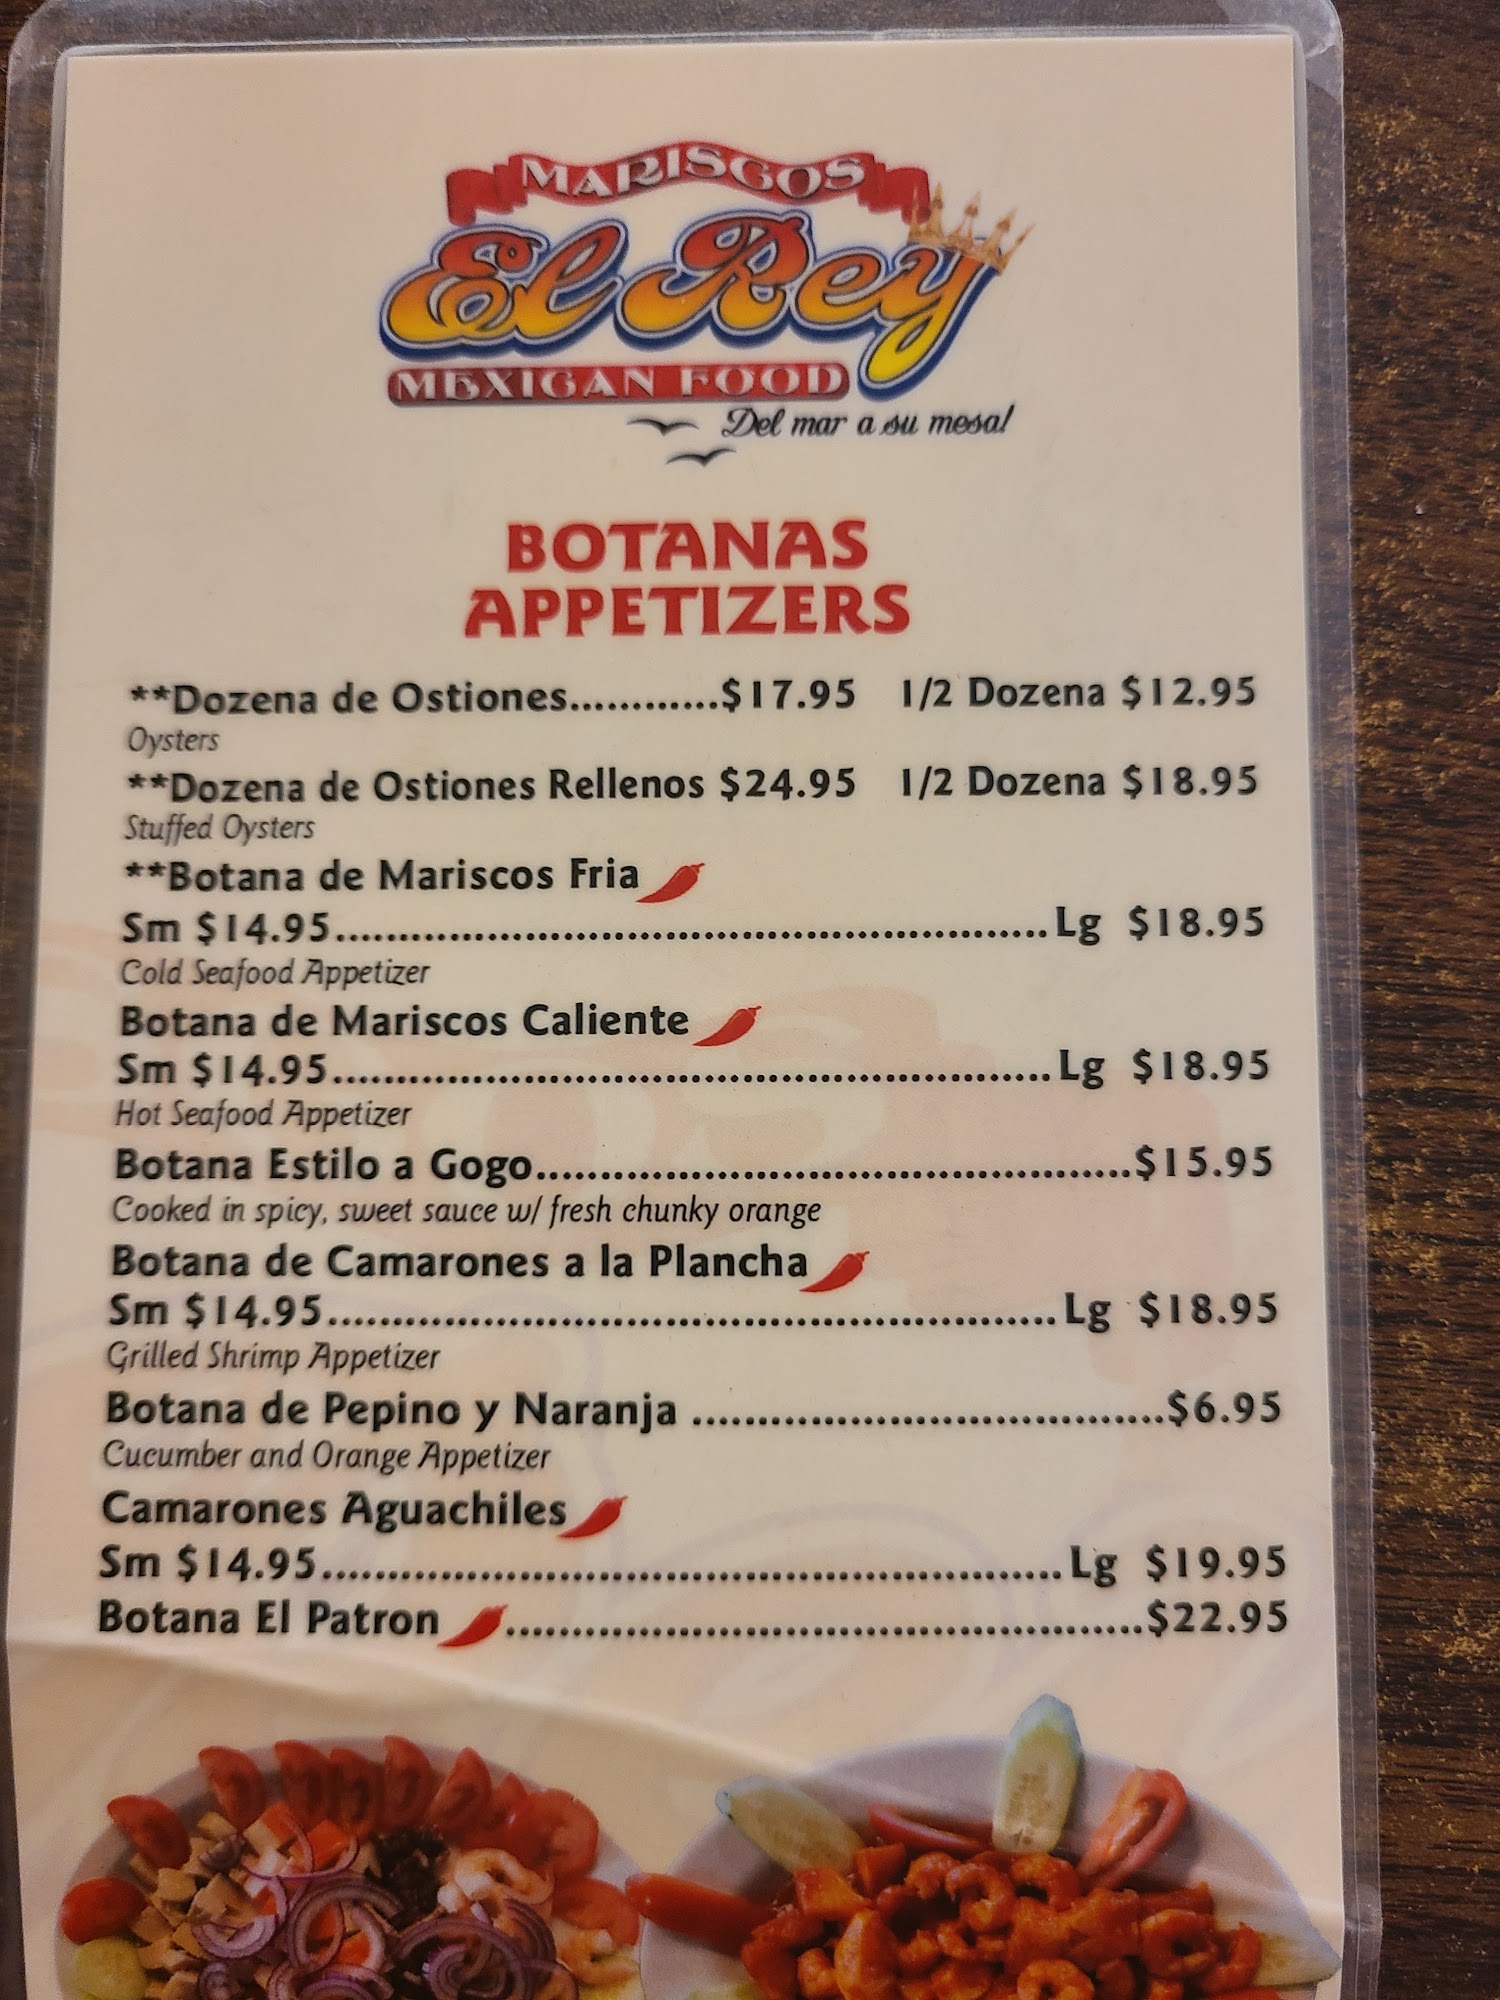 MARISCOS
El Rey
MEXICAN FOOD
Del mar a su mesa!
BOTANAS
APPETIZERS
**Dozena de Ostiones............$17.95 1/2 Dozena $12.95
Oysters
**Dozena de Ostiones Rellenos $24.95 1/2 Dozena $18.95
Stuffed Oysters
**Botana de Mariscos Fria
Sm $14.95........................................................Lg $18.95
Cold Seafood Appetizer
Botana de Mariscos Caliente
Sm $14.95........................................................Lg $18.95
Hot Seafood Appetizer
Botana Estilo a Gogo...............................................$15.95
Cooked in spicy, sweet sauce w/ fresh chunky orange
Botana de Camarones a la Plancha
Sm $14.95.........................................................Lg $18.95
Grilled Shrimp Appetizer
Botana de Pepino y Naranja .....................................$6.95
Cucumber and Orange Appetizer
Camarones Aguachiles
Sm $14.95..........................................................Lg $19.95
Botana El Patron..................................................$22.95